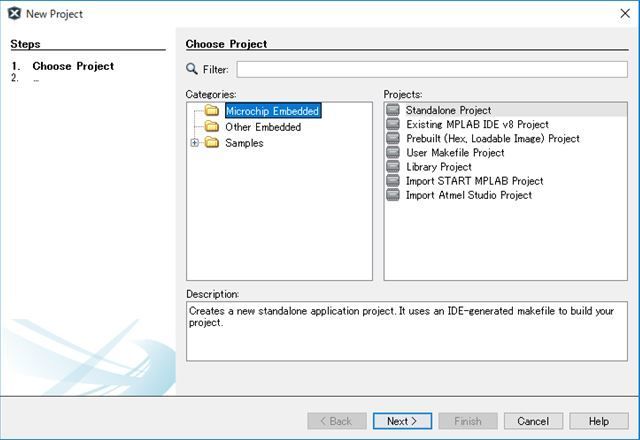 New Project
Steps
1. Choose Project
2. ...
Choose Project
Filter:
Categories:
Microchip Embedded
Other Embedded
Samples
Projects:
Standalone Project
Existing MPLAB IDE v8 Project
Prebuilt (Hex, Loadable Image) Project
User Makefile Project
Library Project
Import START MPLAB Project
Import Atmel Studio Project
Description:
Creates a new standalone application project. It uses an IDE-generated makefile to build your
project.
< Back
Next >
Finish
Cancel
Help